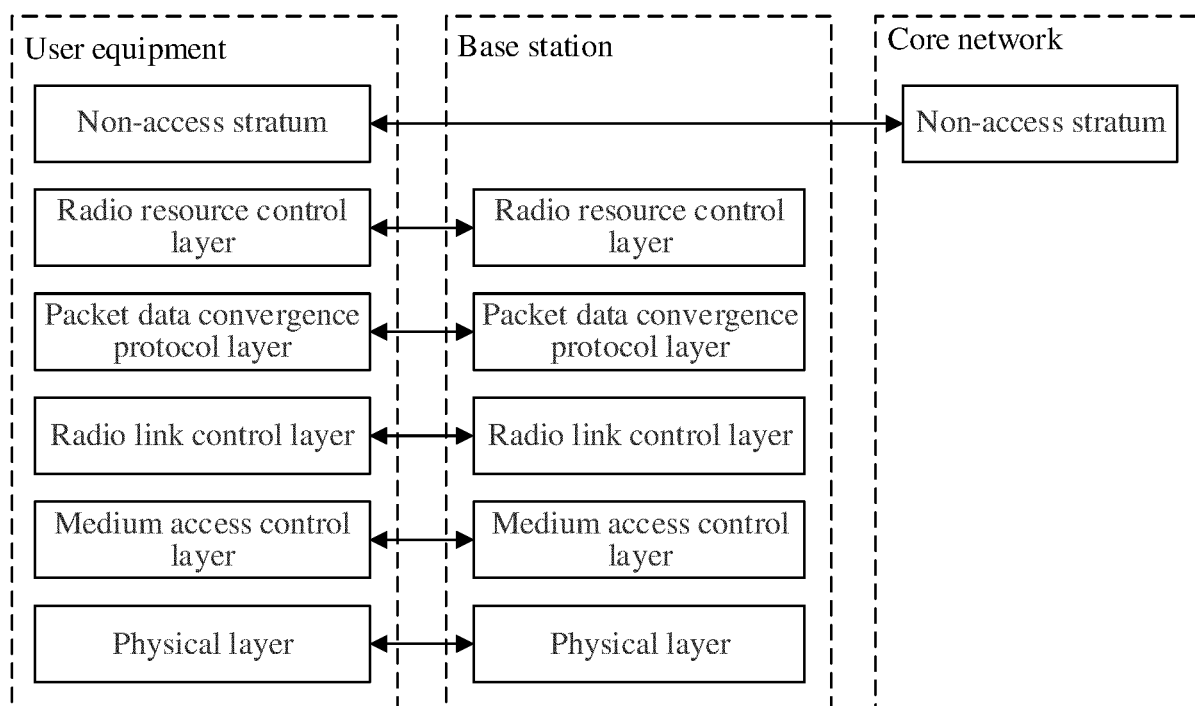 User equipment
Base station
Core network
Non-access stratum
Non-access stratum
Radio resource control
layer
Radio resource control
layer
Packet data convergence
protocol layer
Packet data convergence
protocol layer
Radio link control layer
Radio link control layer
Medium access control
layer
Medium access control
layer
Physical layer
Physical layer